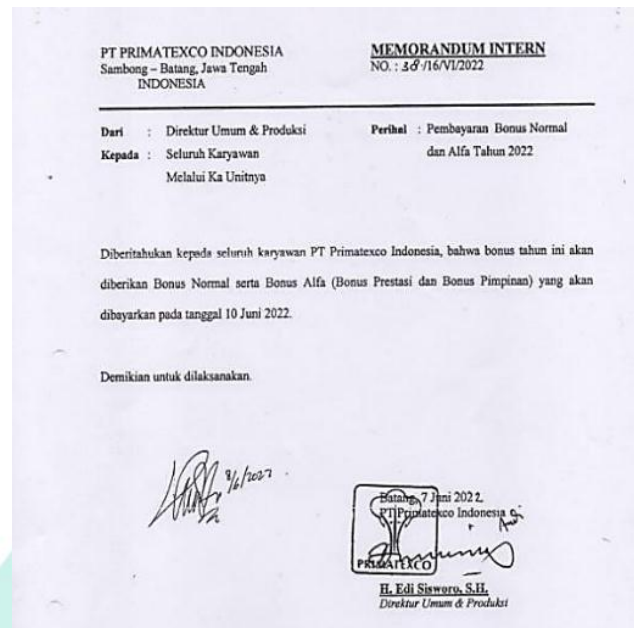 PT PRIMATEXCO INDONESIA
Sambong – Batang, Jawa Tengah
INDONESIA
MEMORANDUM INTERN
NO. : 38/16/VI/2022
Dari : Direktur Umum & Produksi
Kepada : Seluruh Karyawan
Melalui Ka Unitnya
Perihal : Pembayaran Bonus Normal
dan Alfa Tahun 2022
Diberitahukan kepada seluruh karyawan PT Primatexco Indonesia, bahwa bonus tahun ini akan
diberikan Bonus Normal serta Bonus Alfa (Bonus Prestasi dan Bonus Pimpinan) yang akan
dibayarkan pada tanggal 10 Juni 2022.
Demikian untuk dilaksanakan.
8/6/2022
Batang, 7 Juni 2022
PT Primatexco Indonesia
PRIMATEXCO
H. Edi Sisworo, S.H.
Direktur Umum & Produksi